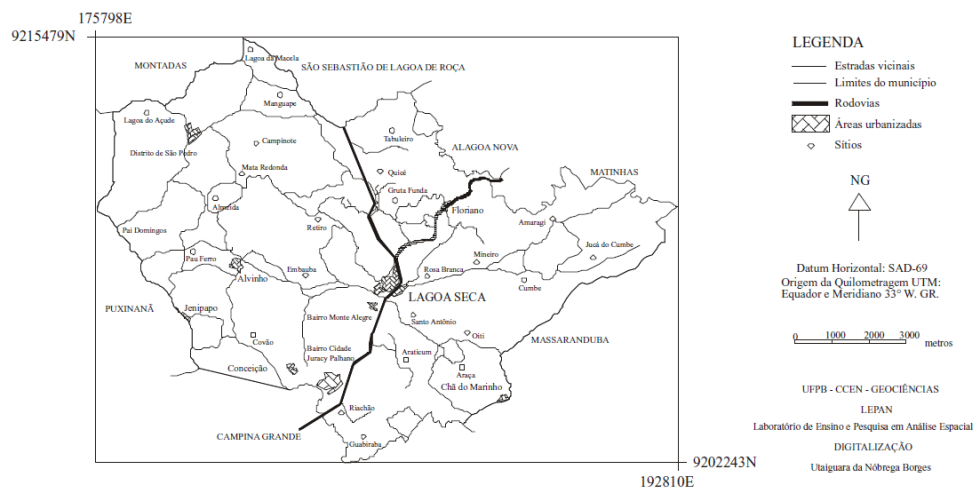 175798E
9215479N
Lagoa da Macela
MONTADAS
SÃO SEBASTIÃO DE LAGOA DE ROÇA
Manguape
Lagoa do Açude
Tabuleiro
Distrito de São Pedro
Campinote
ALAGOA NOVA
Mata Redonda
Quicé
MATINHAS
Gruta Funda
Almeida
Floriano
Retiro
Amaragi
Pai Domingos
Jucá do Cumbe
Pau Ferro
Mineiro
Alvinho
Embauba
Rosa Branca
Cumbe
LAGOA SECA
PUXINANÃ
Jenipapo
Bairro Monte Alegre
Santo Antônio
Oiti
MASSARANDUBA
Covão
Bairro Cidade
Juracy Palhano
Araticum
Conceição
Araça
Chã do Marinho
Riachão
CAMPINA GRANDE
Guabiraba
9202243N
192810E
LEGENDA
Estradas vicinais
Limites do município
Rodovias
Áreas urbanizadas
Sítios
NG
Datum Horizontal: SAD-69
Origem da Quilometragem UTM:
Equador e Meridiano 33° W. GR.
0 1000 2000 3000
metros
UFPB - CCEN - GEOCIÊNCIAS
LEPAN
Laboratório de Ensino e Pesquisa em Análise Espacial
DIGITALIZAÇÃO
Utaiguara da Nóbrega Borges